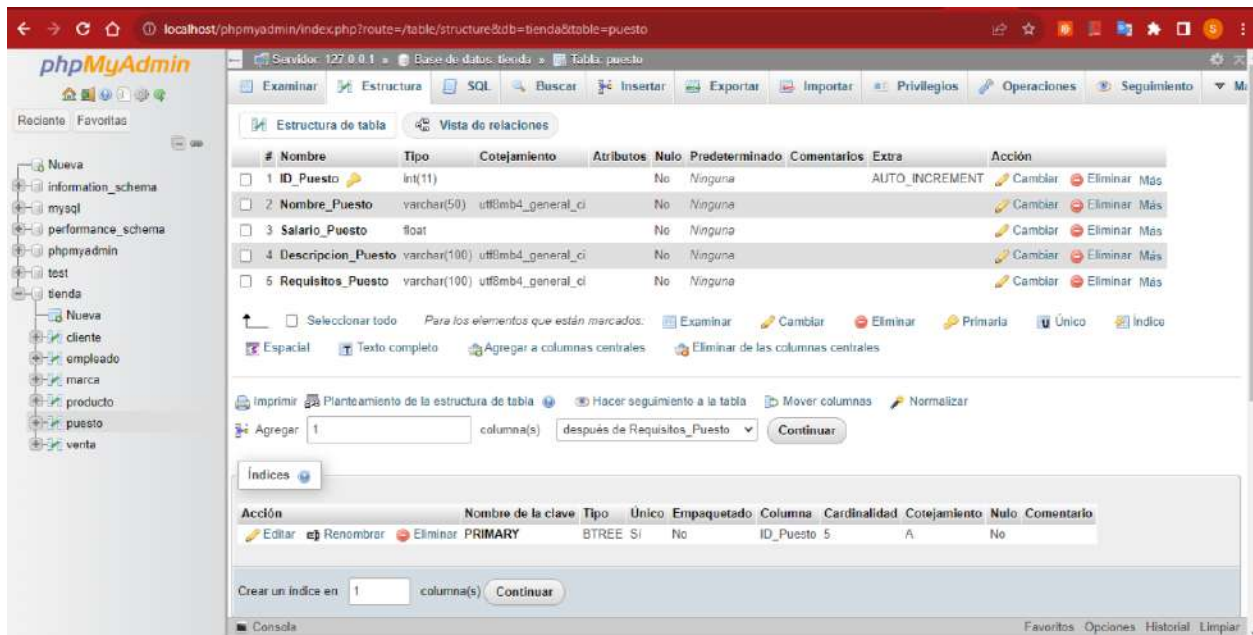 localhost/phpmyadmin/index.php?route=/table/structure&db=tienda&table=puesto
S
phpMyAdmin
Reciente Favoritas
Nueva
information_schema
mysql
performance_schema
phpmyadmin
test
tienda
Nueva
cliente
empleado
marca
producto
puesto
venta
Servidor: 127.0.0.1 » Base de datos: tienda » Tabla: puesto
Examinar Estructura SQL Buscar Insertar Exportar Importar Privilegios Operaciones Seguimiento
Estructura de tabla Vista de relaciones
# Nombre Tipo Cotejamiento Atributos Nulo Predeterminado Comentarios Extra Acción
1 ID_Puesto int(11) No Ninguna AUTO_INCREMENT Cambiar Eliminar Más
2 Nombre_Puesto varchar(50) utf8mb4_general_ci No Ninguna Cambiar Eliminar Más
3 Salario_Puesto float No Ninguna Cambiar Eliminar Más
4 Descripcion_Puesto varchar(100) utf8mb4_general_ci No Ninguna Cambiar Eliminar Más
5 Requisitos_Puesto varchar(100) utf8mb4_general_ci No Ninguna Cambiar Eliminar Más
Seleccionar todo Para los elementos que están marcados: Examinar Cambiar Eliminar Primaria Único Índice
Espacial Texto completo Agregar a columnas centrales Eliminar de las columnas centrales
Imprimir Planteamiento de la estructura de tabla Hacer seguimiento a la tabla Mover columnas Normalizar
Agregar 1 columna(s) después de Requisitos_Puesto Continuar
Índices
Acción Nombre de la clave Tipo Único Empaquetado Columna Cardinalidad Cotejamiento Nulo Comentario
Editar Renombrar Eliminar PRIMARY BTREE Sí No ID_Puesto 5 A No
Crear un índice en 1 columna(s) Continuar
Consola Favoritos Opciones Historial Limpiar